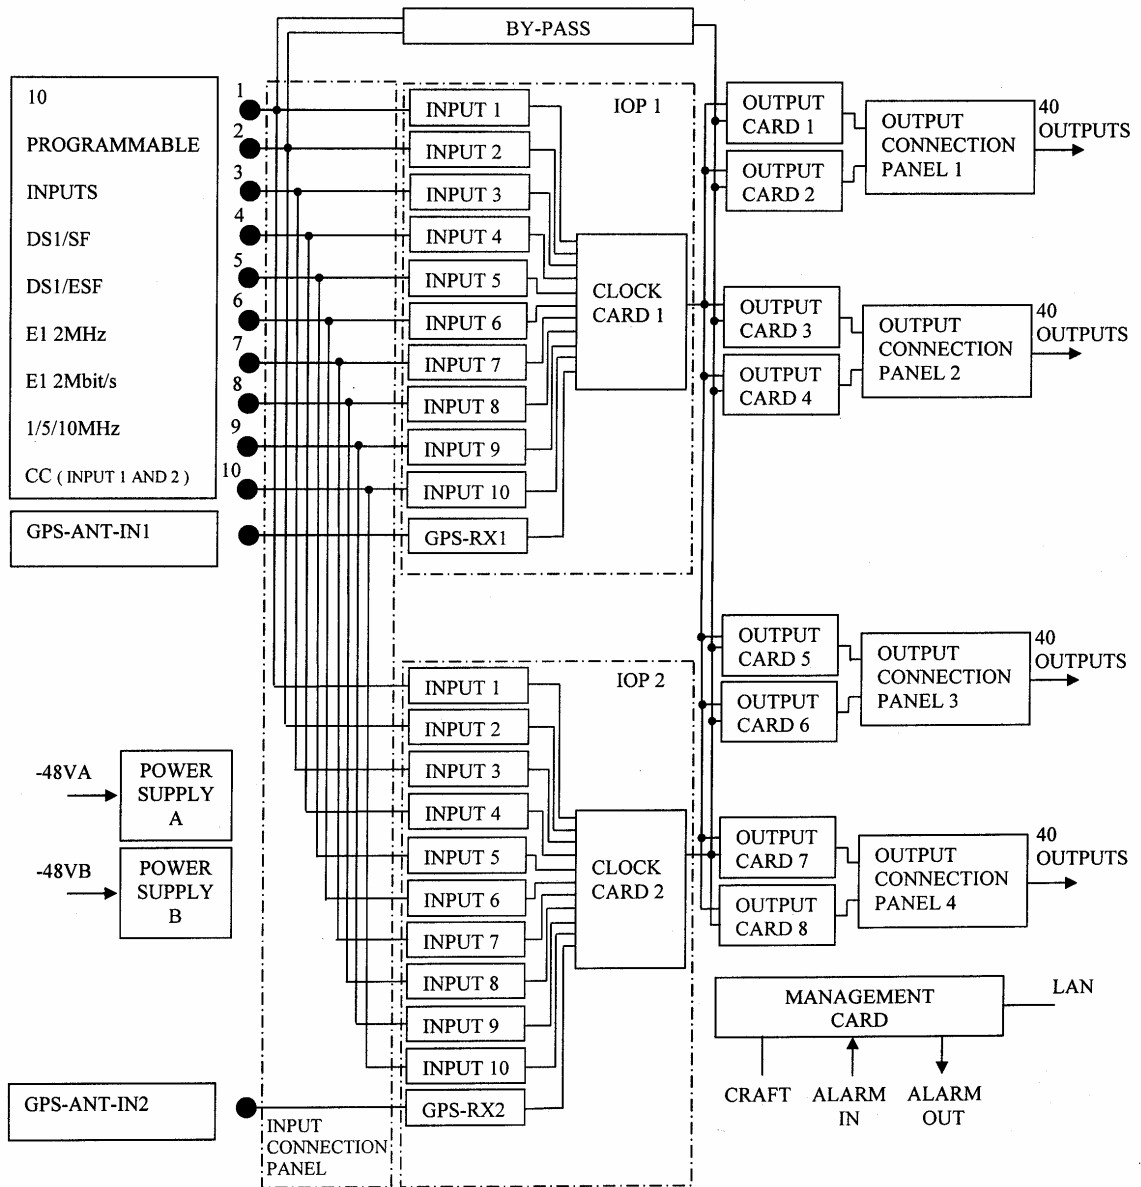 BY-PASS
10
PROGRAMMABLE
INPUTS
DS1/SF
DS1/ESF
E1 2MHz
E1 2Mbit/s
1/5/10MHz
CC ( INPUT 1 AND 2 )
GPS-ANT-IN1
1
2
3
4
5
6
7
8
9
10
IOP 1
INPUT 1
INPUT 2
INPUT 3
INPUT 4
INPUT 5
INPUT 6
INPUT 7
INPUT 8
INPUT 9
INPUT 10
GPS-RX1
CLOCK
CARD 1
OUTPUT
CARD 1
OUTPUT
CARD 2
OUTPUT
CONNECTION
PANEL 1
40
OUTPUTS
OUTPUT
CARD 3
OUTPUT
CARD 4
OUTPUT
CONNECTION
PANEL 2
40
OUTPUTS
OUTPUT
CARD 5
OUTPUT
CARD 6
OUTPUT
CONNECTION
PANEL 3
40
OUTPUTS
OUTPUT
CARD 7
OUTPUT
CARD 8
OUTPUT
CONNECTION
PANEL 4
40
OUTPUTS
IOP 2
INPUT 1
INPUT 2
INPUT 3
INPUT 4
INPUT 5
INPUT 6
INPUT 7
INPUT 8
INPUT 9
INPUT 10
GPS-RX2
CLOCK
CARD 2
-48VA
POWER
SUPPLY
A
-48VB
POWER
SUPPLY
B
GPS-ANT-IN2
INPUT
CONNECTION
PANEL
MANAGEMENT
CARD
LAN
CRAFT
ALARM
IN
ALARM
OUT